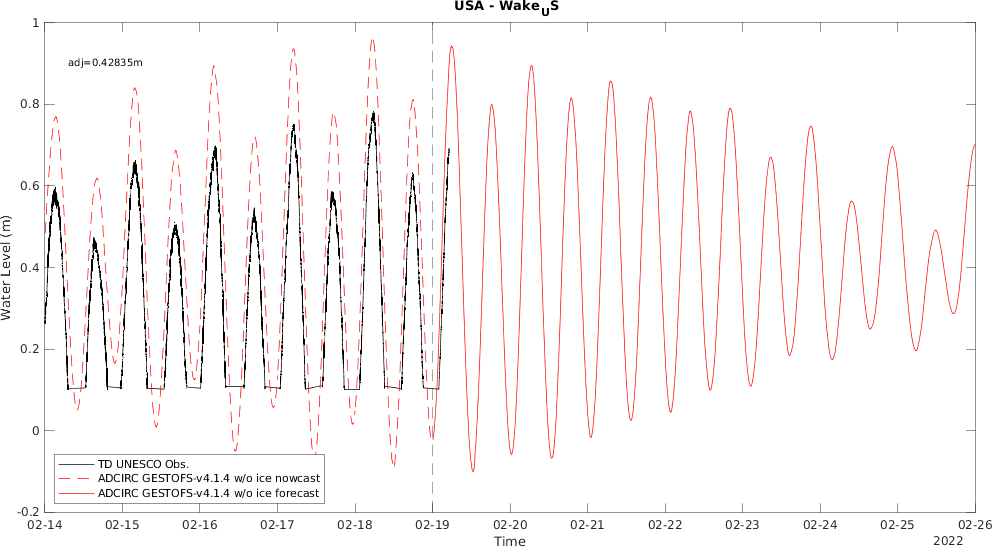 USA - Wake_US
adj=0.42835m
1
0.8
0.6
0.4
0.2
0
-0.2
Water Level (m)
TD UNESCO Obs.
ADCIRC GESTOFS-v4.1.4 w/o ice nowcast
ADCIRC GESTOFS-v4.1.4 w/o ice forecast
02-14 02-15 02-16 02-17 02-18 02-19 02-20 02-21 02-22 02-23 02-24 02-25 02-26
Time
2022